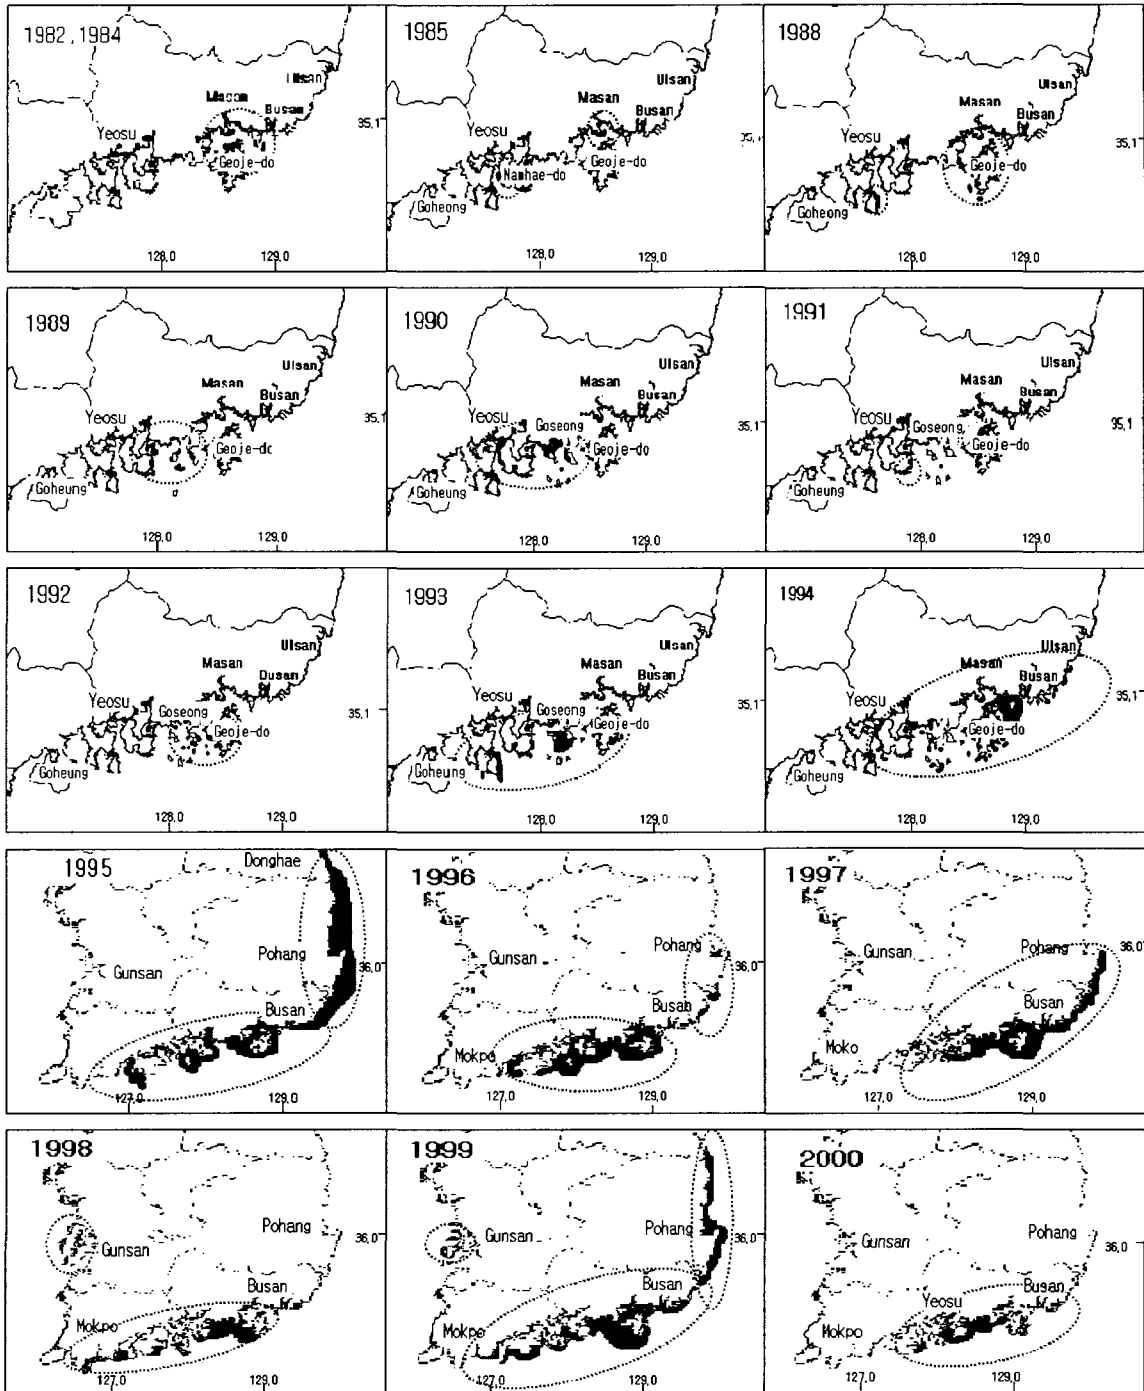 1982,1984
Ulsan
Masan
Busan
35,1
Yeosu
Geoje-do
Goheong
128.0
129.0
1985
Ulsan
Masan
Busan
35,1
Geoje-do
Namhae-do
Goheong
128,0
129,0
1988
Ulsan
Masan
Busan
35,1
Geoje-do
Goheong
128.0
129,0
1989
Ulsan
Masan
Busan
Yeosu
Geoje-do
Goheung
128.0
129.0
1990
Ulsan
Masan
Busan
Yeosu
Goseong
35,1
Geoje-do
Goheung
128.0
129.0
1991
Ulsan
Masan
Busan
35,1
Goseong
Geoje-do
Goheung
128.0
129.0
1992
Ulsan
Masan
Busan
Yeosu
Goseong
35,1
Geoje-do
Goheung
128.0
129.0
1993
Ulsan
Masan
Busan
Yeosu
Goseong
35,1
Geoje-do
Goheung
128.0
129.0
1994
Ulsan
Masan
Busan
35,1
Yeosu
Geoje-do
Goheung
128.0
129.0
1995
Donghae
Pohang
Gunsan
36,0
Busan
127.0
129.0
1996
Pohang
Gunsan
36,0
Busan
Mokpo
127.0
129.0
1997
Pohang
36,0
Gunsan
Busan
Moko
127.0
129.0
1998
Pohang
Gunsan
36,0
Busan
Mokpo
127.0
129.0
1999
Gunsan
Pohang
36,0
Busan
Mokpo
127.0
129.0
2000
Gunsan
Pohang
36,0
Busan
Yeosu
Mokpo
127.0
129.0